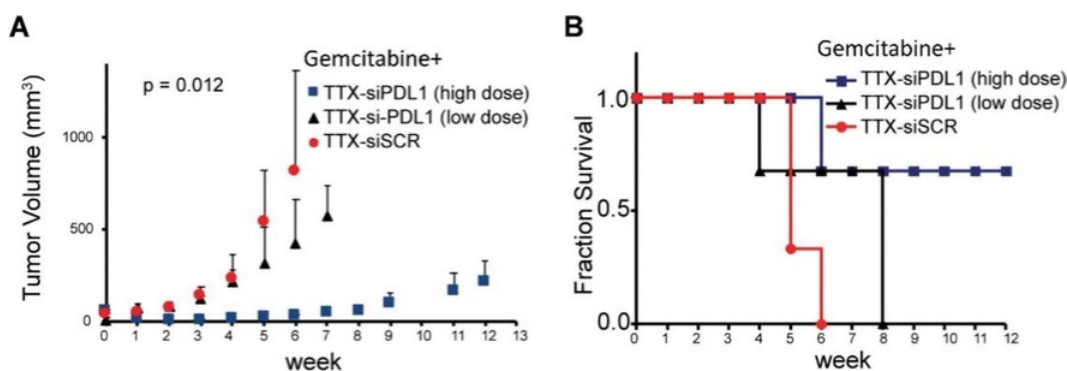 A
Gemcitabine+
p = 0.012
TTX-siPDL1 (high dose)
TTX-si-PDL1 (low dose)
TTX-siSCR
Tumor Volume (mm³)
1000
500
0
0 1 2 3 4 5 6 7 8 9 10 11 12 13
week
B
Gemcitabine+
TTX-siPDL1 (high dose)
TTX-siPDL1 (low dose)
TTX-siSCR
Fraction Survival
1.0
0.5
0.0
0 1 2 3 4 5 6 7 8 9 10 11 12
week